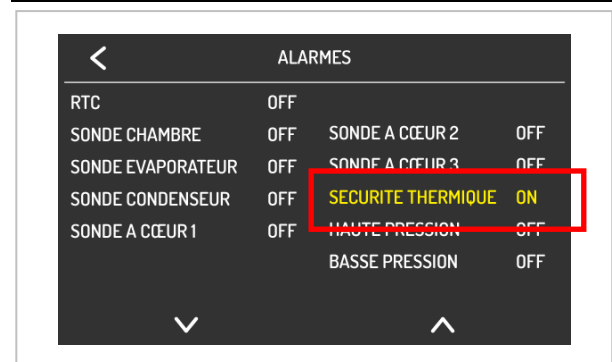 ALARMES
RTC OFF
SONDE CHAMBRE OFF SONDE A CŒUR 2 OFF
SONDE EVAPORATEUR OFF SONDE A CŒUR 3 OFF
SONDE CONDENSEUR OFF SECURITE THERMIQUE ON
SONDE A CŒUR 1 OFF HAUTE PRESSION OFF
BASSE PRESSION OFF